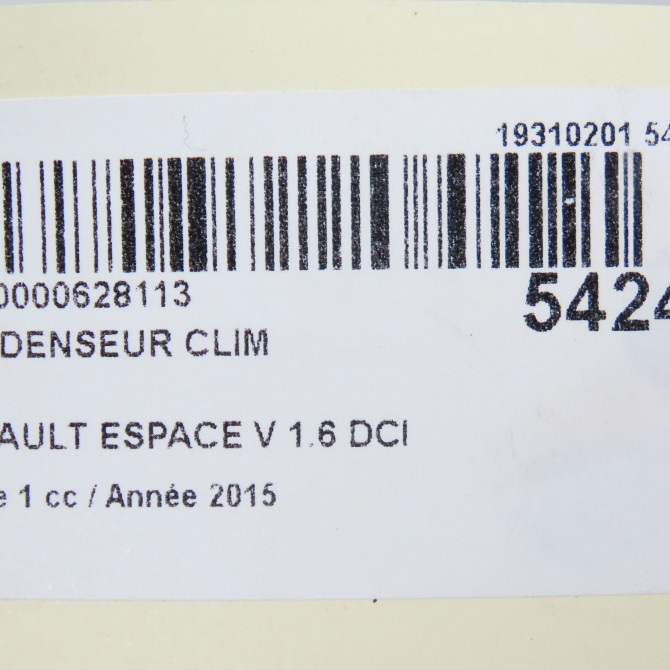 19310201 54
0000628113
5424
DENSEUR CLIM
AULT ESPACE V 1.6 DCI
e 1 cc / Année 2015